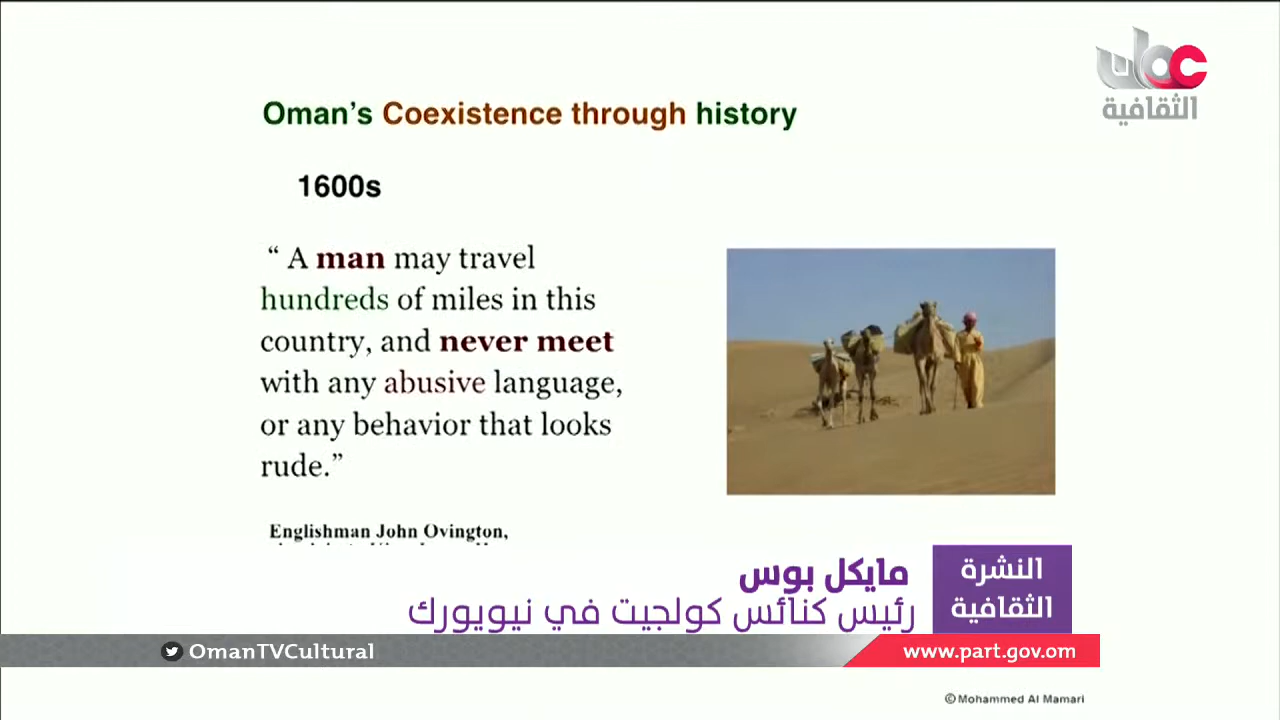 عمان
الثقافية
Oman's Coexistence through history
1600s
“ A man may travel
hundreds of miles in this
country, and never meet
with any abusive language,
or any behavior that looks
rude.”
Englishman John Ovington,
النشرة
الثقافية
مايكل بوس
رئيس كنائس كولجيت في نيويورك
OmanTVCultural
www.part.gov.om
©Mohammed Al Mamari